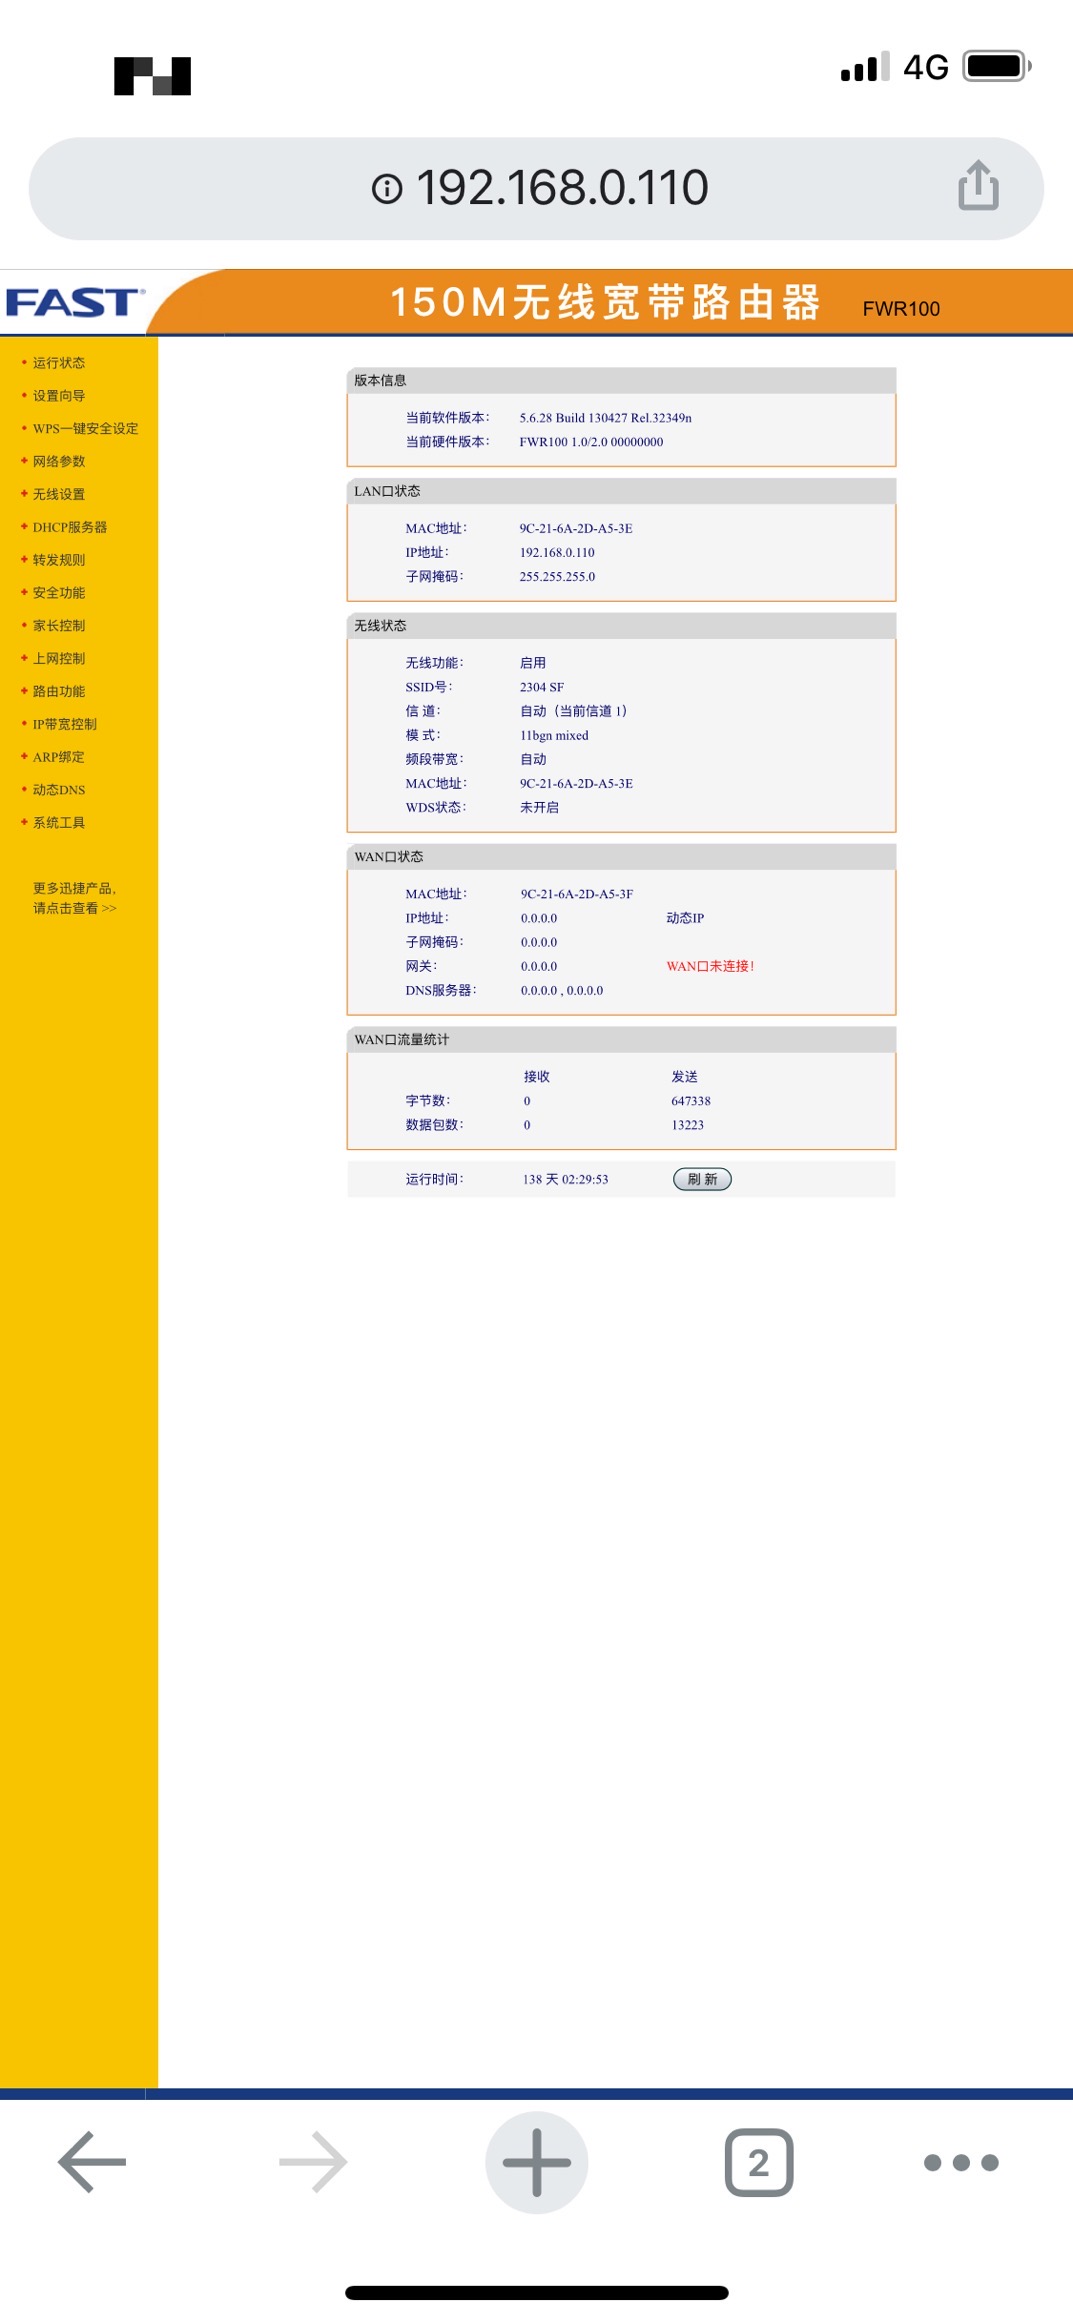 4G
192.168.0.110
FAST®
150M无线宽带路由器 FWR100
运行状态
设置向导
WPS一键安全设定
网络参数
无线设置
DHCP服务器
转发规则
安全功能
家长控制
上网控制
路由功能
IP带宽控制
ARP绑定
动态DNS
系统工具
更多迅捷产品,
请点击查看 >>
版本信息
当前软件版本： 5.6.28 Build 130427 Rel.32349n
当前硬件版本： FWR100 1.0/2.0 00000000
LAN口状态
MAC地址： 9C-21-6A-2D-A5-3E
IP地址： 192.168.0.110
子网掩码： 255.255.255.0
无线状态
无线功能： 启用
SSID号： 2304 SF
信 道： 自动（当前信道 1）
模 式： 11bgn mixed
频段带宽： 自动
MAC地址： 9C-21-6A-2D-A5-3E
WDS状态： 未开启
WAN口状态
MAC地址： 9C-21-6A-2D-A5-3F
IP地址： 0.0.0.0 动态IP
子网掩码： 0.0.0.0
网关： 0.0.0.0 WAN口未连接！
DNS服务器： 0.0.0.0 , 0.0.0.0
WAN口流量统计
接收 发送
字节数： 0 647338
数据包数： 0 13223
运行时间： 138 天 02:29:53 刷 新
2